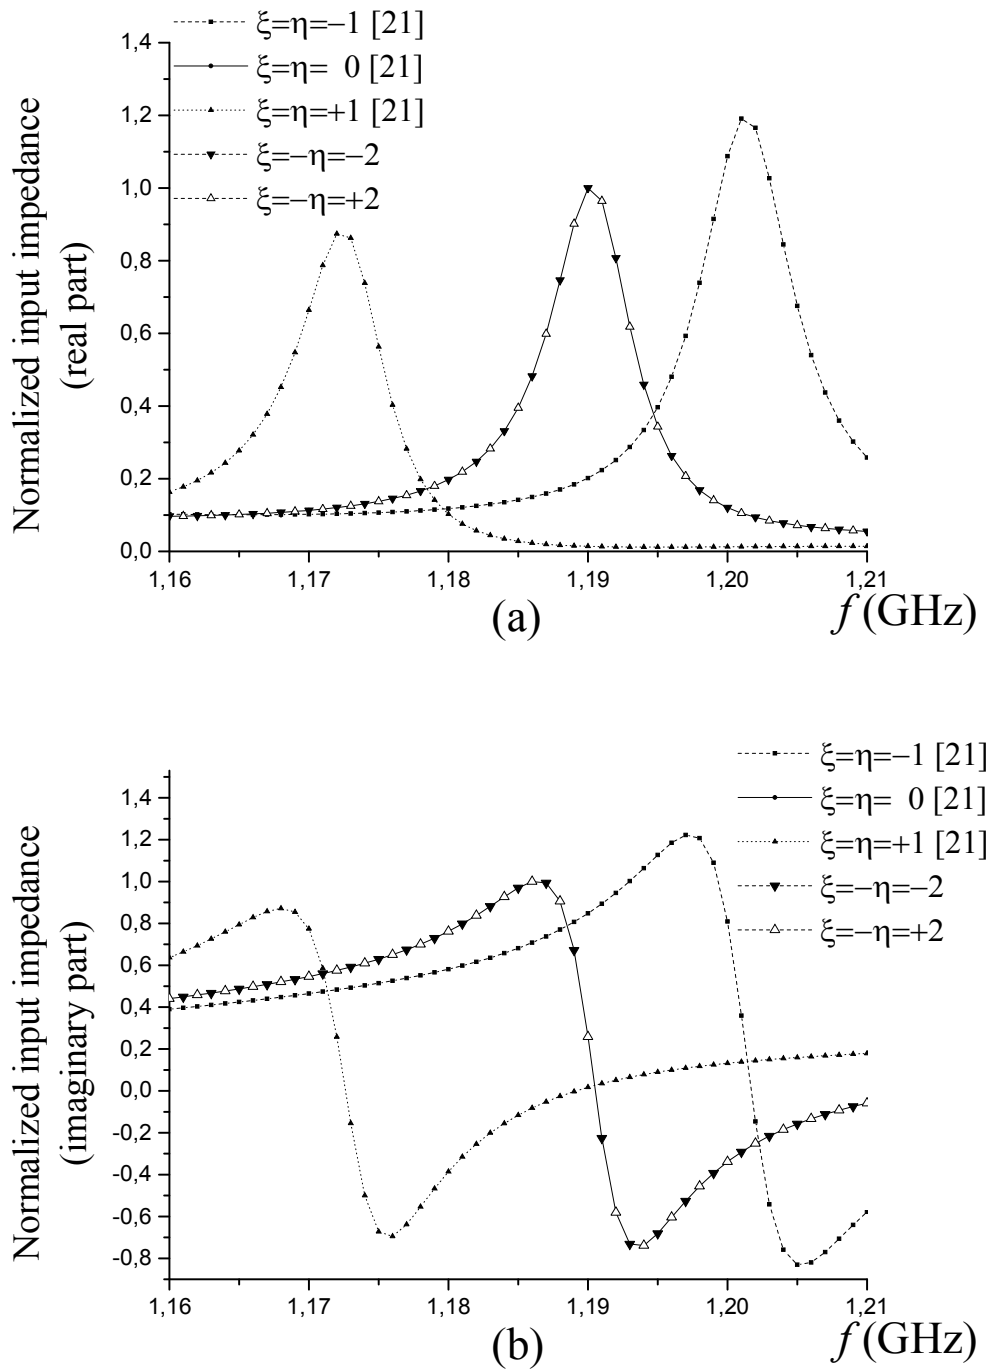 ξ=η=−1 [21]
ξ=η= 0 [21]
ξ=η=+1 [21]
ξ=−η=−2
ξ=−η=+2
Normalized input impedance
(real part)
1,4
1,2
1,0
0,8
0,6
0,4
0,2
0,0
1,16 1,17 1,18 1,19 1,20 1,21
(a)
f (GHz)
ξ=η=−1 [21]
ξ=η= 0 [21]
ξ=η=+1 [21]
ξ=−η=−2
ξ=−η=+2
Normalized input impedance
(imaginary part)
1,4
1,2
1,0
0,8
0,6
0,4
0,2
0,0
-0,2
-0,4
-0,6
-0,8
1,16 1,17 1,18 1,19 1,20 1,21
(b)
f (GHz)